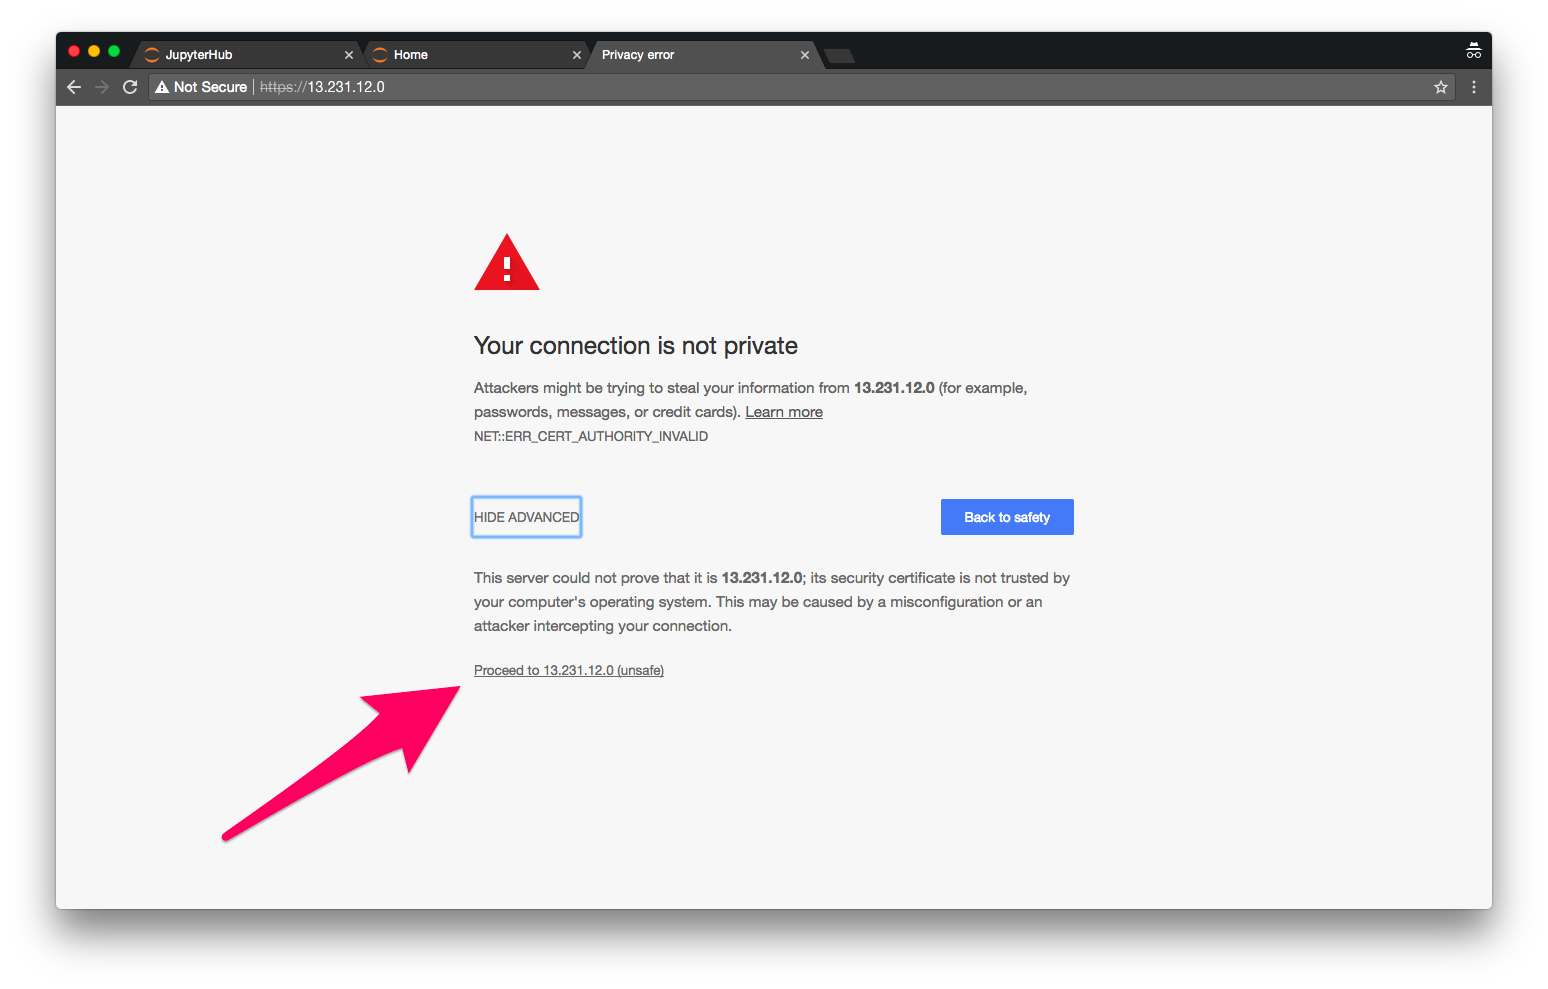 JupyterHub
Home
Privacy error
Not Secure
https://13.231.12.0
Your connection is not private
Attackers might be trying to steal your information from 13.231.12.0 (for example,
passwords, messages, or credit cards). Learn more
NET::ERR_CERT_AUTHORITY_INVALID
HIDE ADVANCED
Back to safety
This server could not prove that it is 13.231.12.0; its security certificate is not trusted by
your computer's operating system. This may be caused by a misconfiguration or an
attacker intercepting your connection.
Proceed to 13.231.12.0 (unsafe)